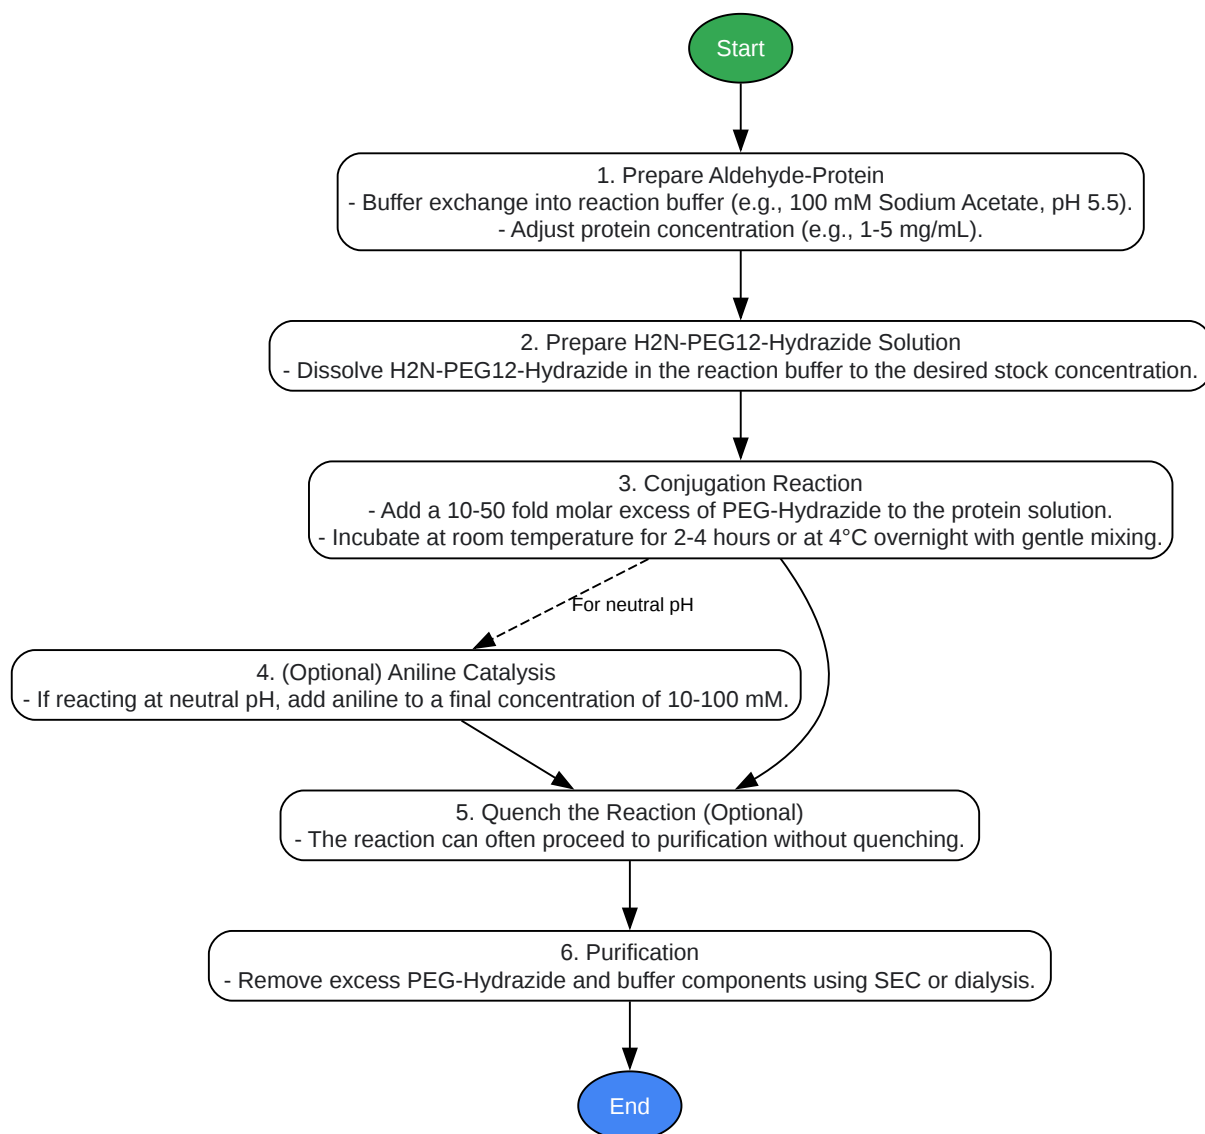 Start
1. Prepare Aldehyde-Protein
- Buffer exchange into reaction buffer (e.g., 100 mM Sodium Acetate, pH 5.5).
- Adjust protein concentration (e.g., 1-5 mg/mL).
2. Prepare H2N-PEG12-Hydrazide Solution
- Dissolve H2N-PEG12-Hydrazide in the reaction buffer to the desired stock concentration.
3. Conjugation Reaction
- Add a 10-50 fold molar excess of PEG-Hydrazide to the protein solution.
- Incubate at room temperature for 2-4 hours or at 4°C overnight with gentle mixing.
For neutral pH
4. (Optional) Aniline Catalysis
- If reacting at neutral pH, add aniline to a final concentration of 10-100 mM.
5. Quench the Reaction (Optional)
- The reaction can often proceed to purification without quenching.
6. Purification
- Remove excess PEG-Hydrazide and buffer components using SEC or dialysis.
End